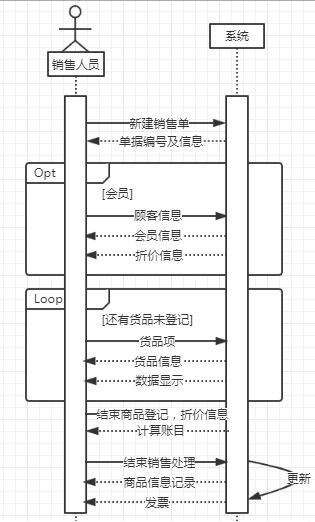 销售人员
系统
新建销售单
单据编号及信息
Opt
[会员]
顾客信息
会员信息
折价信息
Loop
[还有货品未登记]
货品项
货品信息
数据显示
结束商品登记，折价信息
计算账目
结束销售处理
更新
商品信息记录
发票